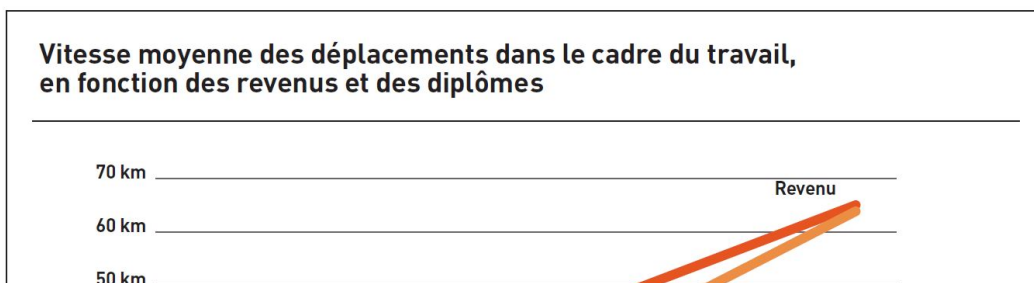 Vitesse moyenne des déplacements dans le cadre du travail,
en fonction des revenus et des diplômes
70 km
Revenu
60 km
50 km